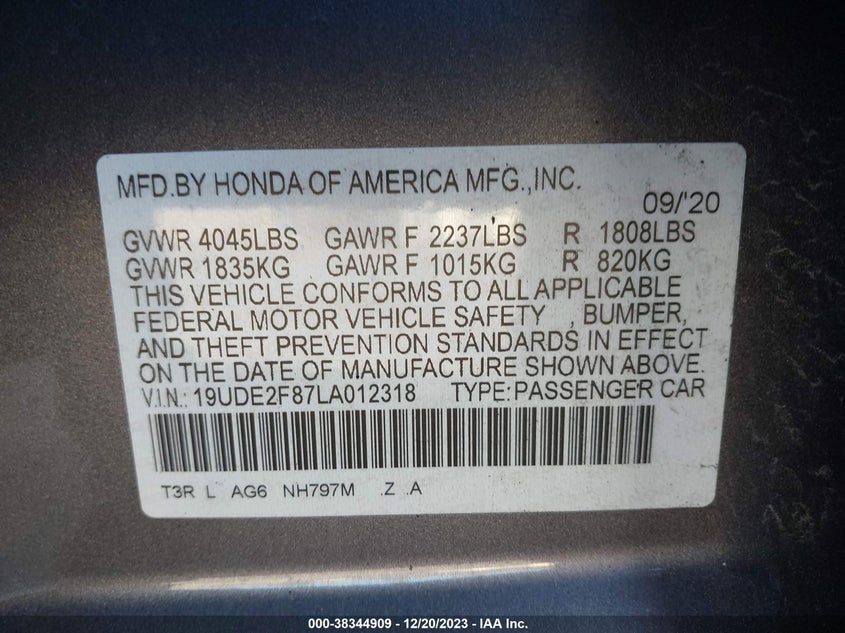 MFD.BY HONDA OF AMERICA MFG.,INC.
09/'20
GVWR 4045LBS GAWR F 2237LBS R 1808LBS
GVWR 1835KG GAWR F 1015KG R 820KG
THIS VEHICLE CONFORMS TO ALL APPLICABLE
FEDERAL MOTOR VEHICLE SAFETY , BUMPER,
AND THEFT PREVENTION STANDARDS IN EFFECT
ON THE DATE OF MANUFACTURE SHOWN ABOVE.
V.I.N.: 19UDE2F87LA012318 TYPE:PASSENGER CAR
T3R L AG6 NH797M .Z .A
000-38344909 - 12/20/2023 - IAA Inc.